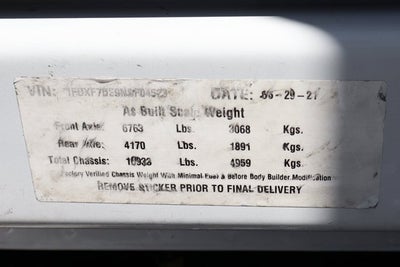 VIN:
DATE: 06-29-21
As Built Scale Weight
Front Axle: 6763 Lbs. 3068 Kgs.
Rear Axle: 4170 Lbs. 1891 Kgs.
Total Chassis: 10933 Lbs. 4959 Kgs.
Factory Verified Chassis Weight With Minimal Fuel & Before Body Builder Modification
REMOVE STICKER PRIOR TO FINAL DELIVERY